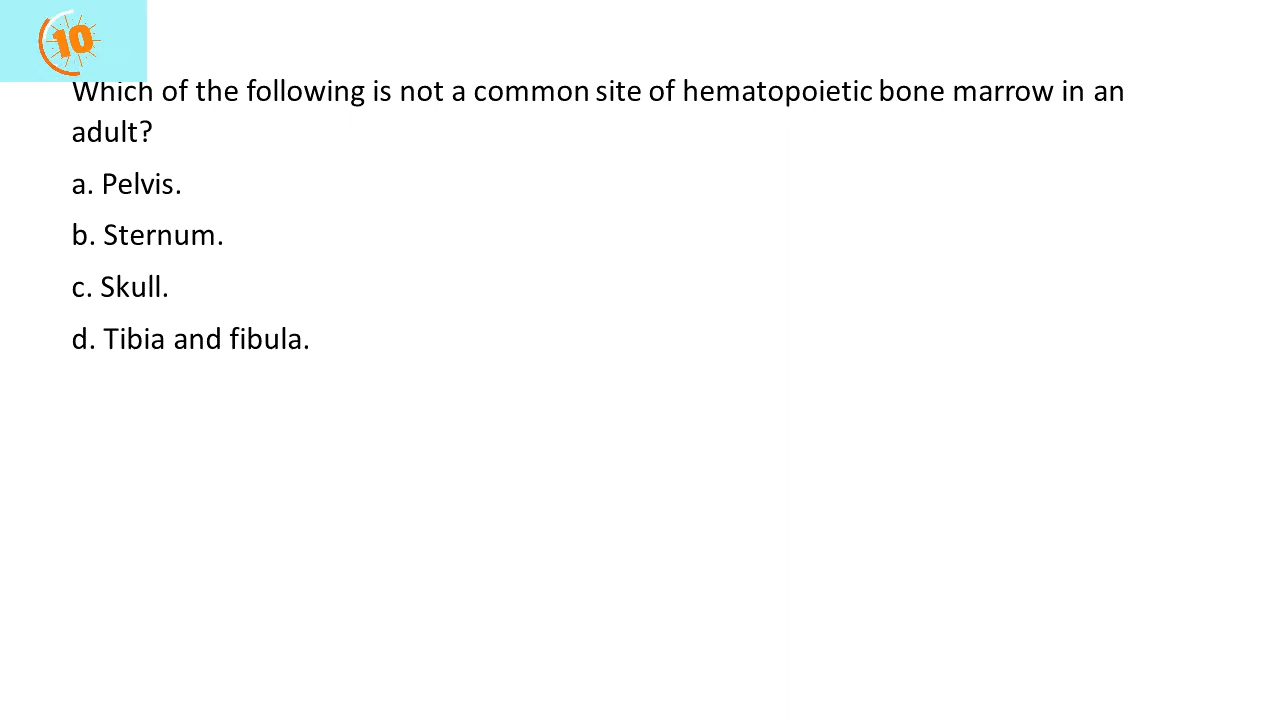 10
Which of the following is not a common site of hematopoietic bone marrow in an
adult?
a. Pelvis.
b. Sternum.
c. Skull.
d. Tibia and fibula.